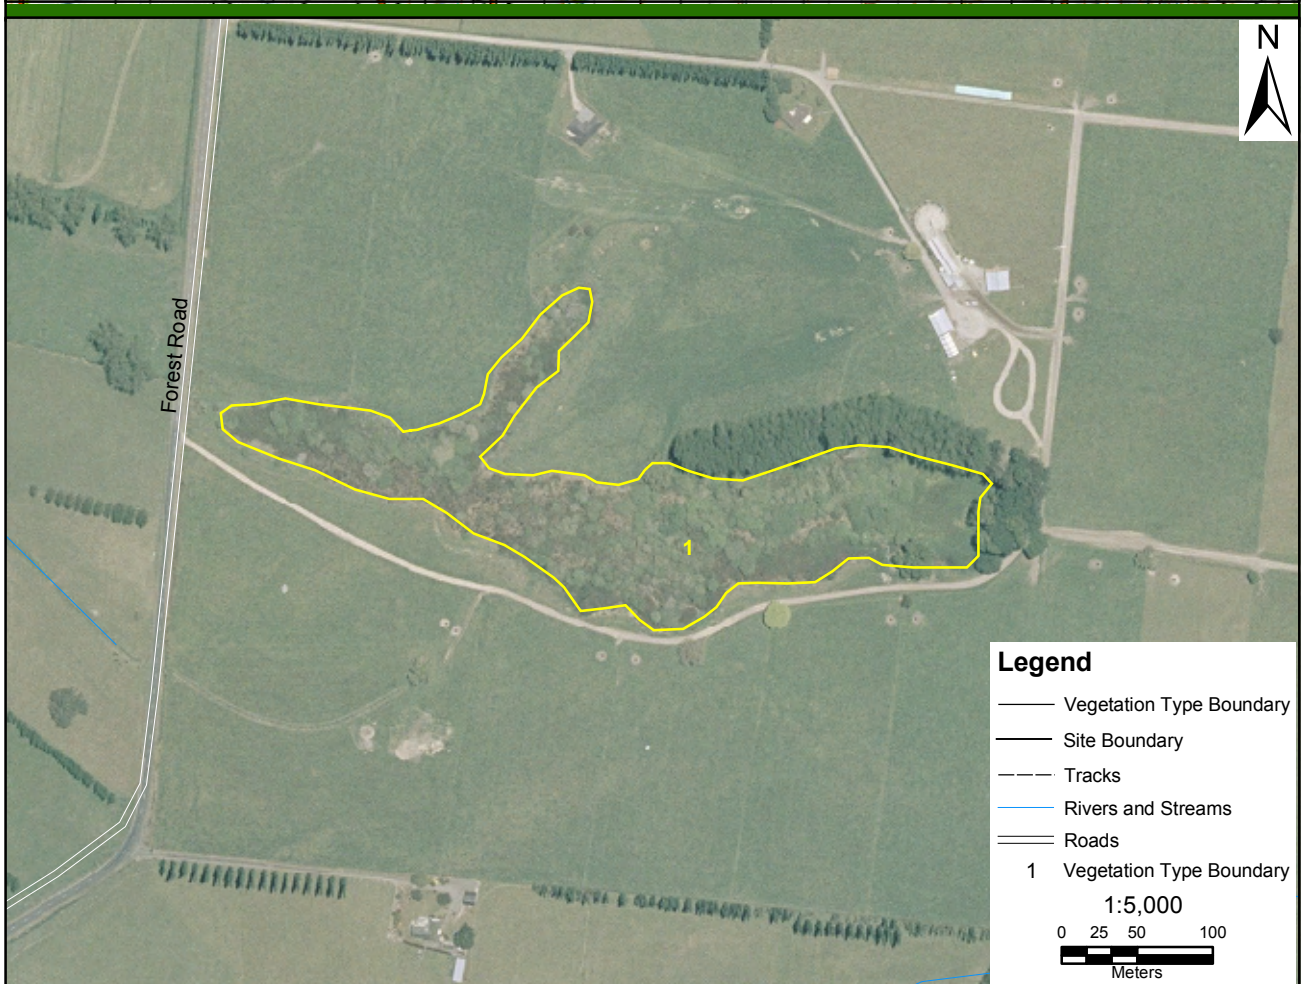 N
Forest Road
1
Legend
Vegetation Type Boundary
Site Boundary
Tracks
Rivers and Streams
Roads
1 Vegetation Type Boundary
1:5,000
0 25 50 100
Meters